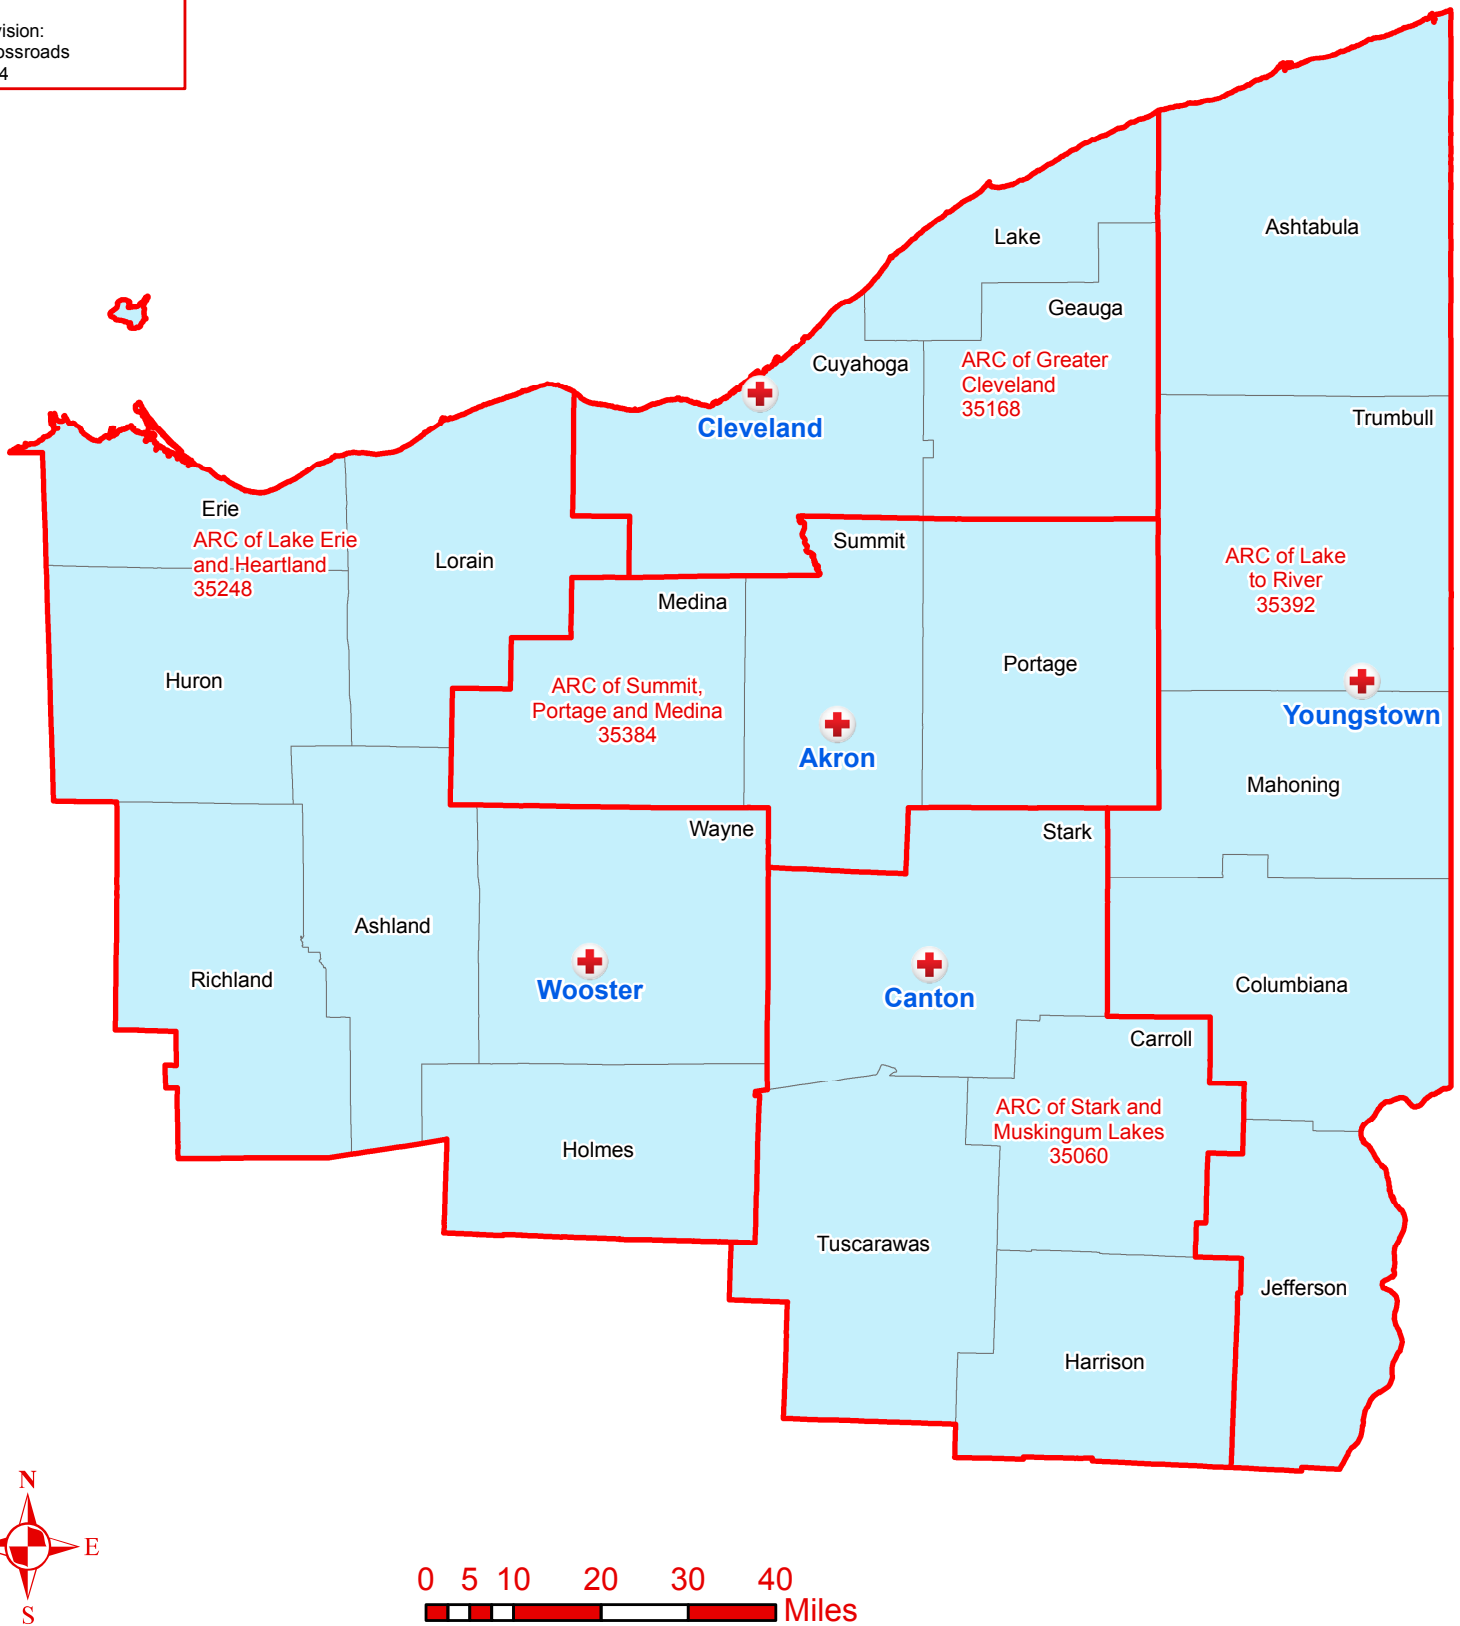 vision:
ossroads
4
Ashtabula
Lake
Geauga
Cuyahoga
ARC of Greater
Cleveland
35168
Cleveland
Trumbull
Erie
ARC of Lake Erie
and Heartland
35248
Lorain
Summit
ARC of Lake
to River
35392
Medina
Portage
Huron
ARC of Summit,
Portage and Medina
35384
Youngstown
Akron
Mahoning
Wayne
Stark
Ashland
Richland
Wooster
Canton
Columbiana
Carroll
ARC of Stark and
Muskingum Lakes
35060
Holmes
Tuscarawas
Jefferson
Harrison
N
E
S
0 5 10 20 30 40
Miles